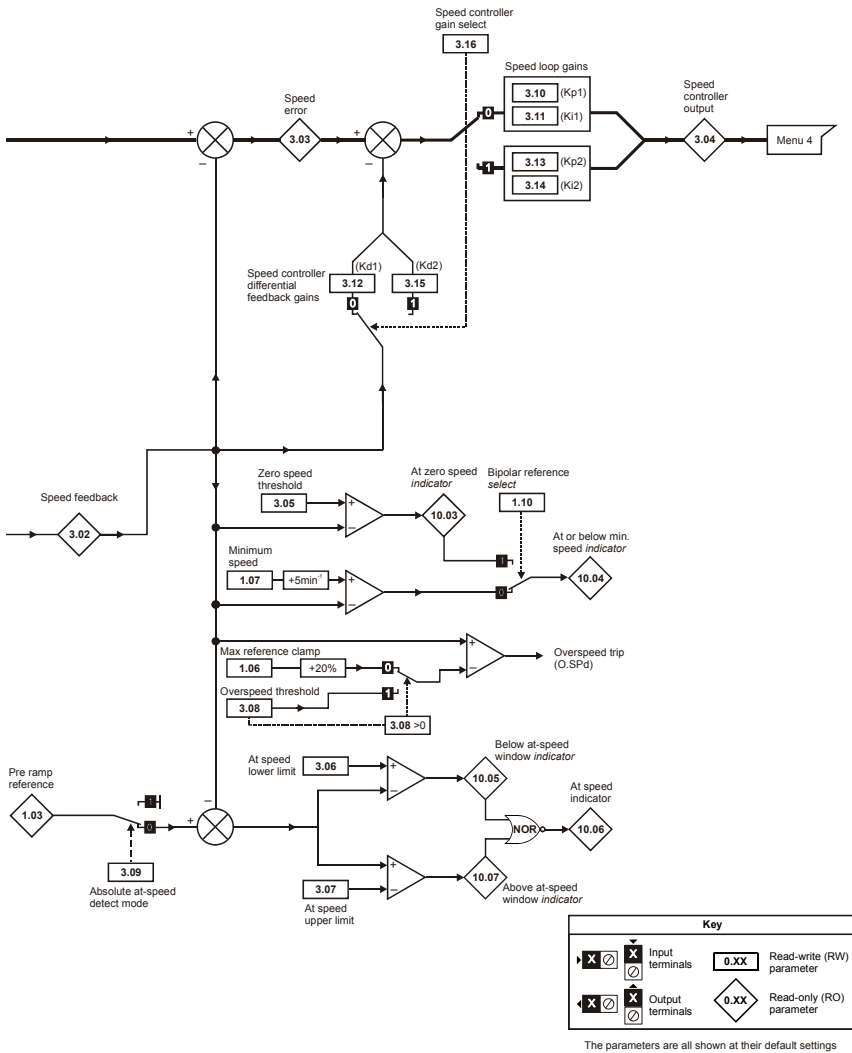 Speed controller
gain select
3.16
Speed loop gains
3.10 (Kp1)
3.11 (Ki1)
Speed
error
Speed
controller
output
+
–
3.03
+
–
0
3.04
Menu 4
1
3.13 (Kp2)
3.14 (Ki2)
Speed controller
differential
feedback gains
(Kd1)
(Kd2)
3.12
3.15
0
1
Speed feedback
3.02
Zero speed
threshold
3.05
+
–
At zero speed
indicator
10.03
Bipolar reference
select
1.10
At or below min.
speed indicator
1
Minimum
speed
1.07
+5min-1
+
–
0
10.04
Max reference clamp
1.06
+20%
0
+
–
Overspeed trip
(O.SPd)
Overspeed threshold
3.08
1
3.08 >0
Pre ramp
reference
1.03
1
0
+
–
3.09
Absolute at-speed
detect mode
At speed
lower limit
3.06
+
–
Below at-speed
window indicator
10.05
At speed
indicator
NOR
10.06
+
–
3.07
At speed
upper limit
10.07
Above at-speed
window indicator
Key
X
X
Input
terminals
0.XX
Read-write (RW)
parameter
X
X
Output
terminals
0.XX
Read-only (RO)
parameter
The parameters are all shown at their default settings